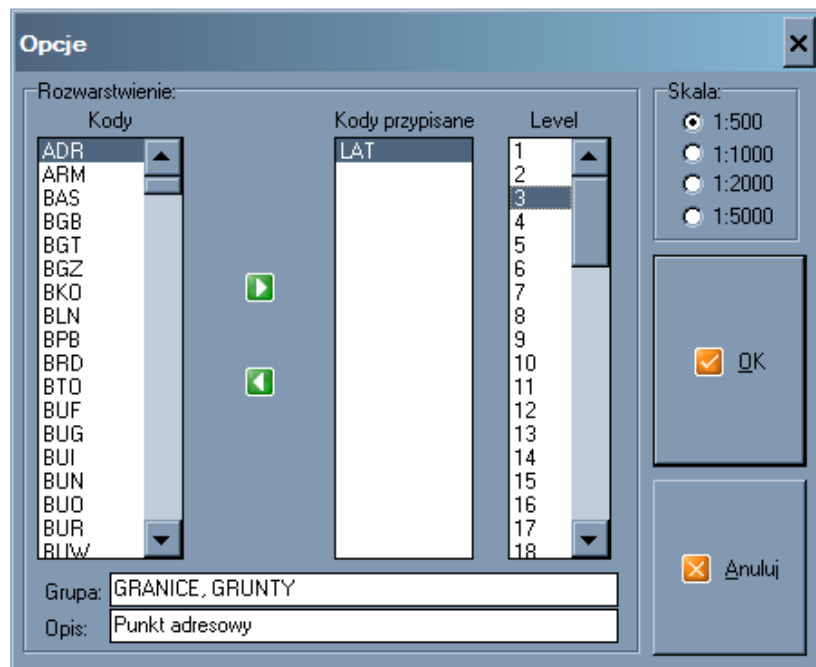 Opcje
Rozwarstwienie:
Kody
ADR
ARM
BAS
BGB
BGT
BGZ
BKO
BLN
BPB
BRD
BTO
BUF
BUG
BUI
BUN
BUO
BUR
BUW
Kody przypisane
LAT
Level
1
2
3
4
5
6
7
8
9
10
11
12
13
14
15
16
17
18
Grupa: GRANICE, GRUNTY
Opis: Punkt adresowy
Skala:
1:500
1:1000
1:2000
1:5000
OK
Anuluj